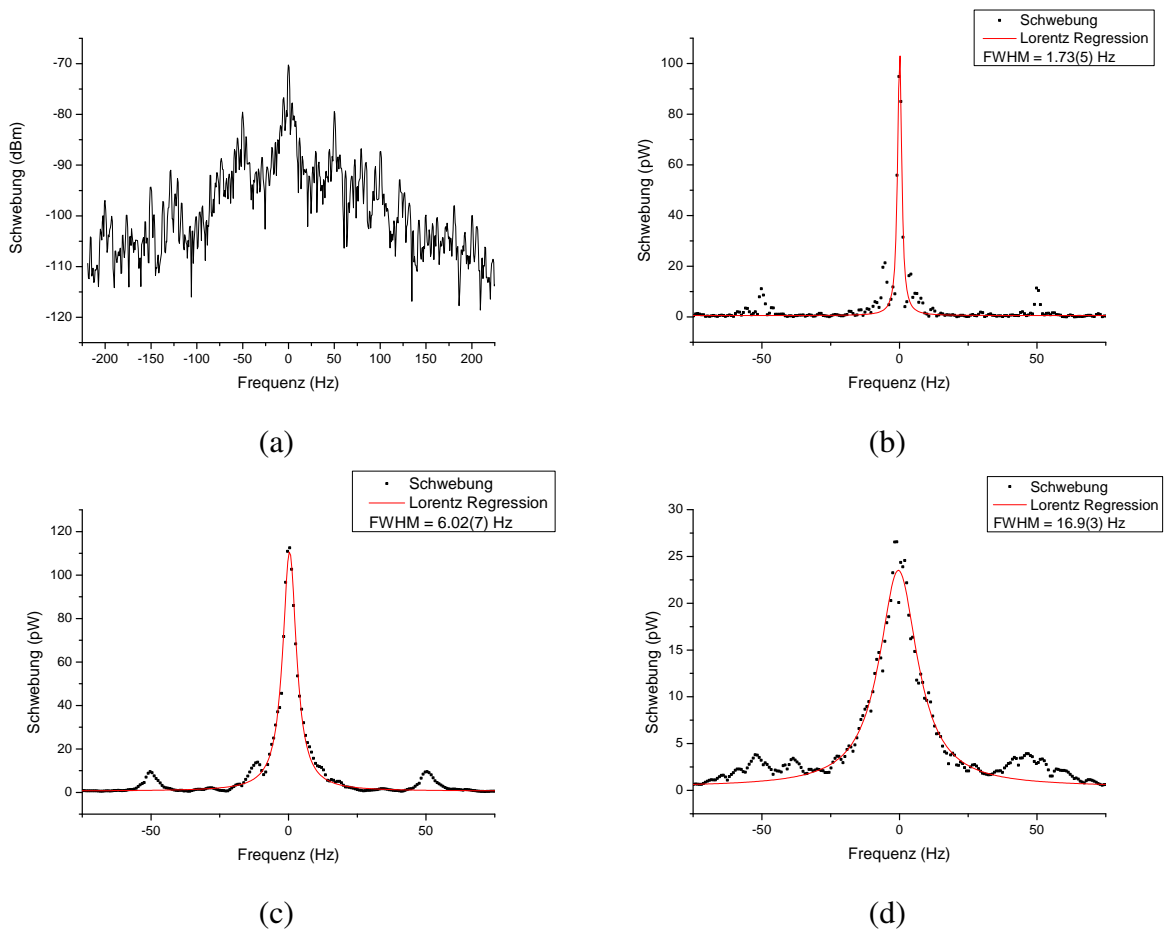 -70
-80
-90
-100
-110
-120
Schwebung (dBm)
-200 -150 -100 -50 0 50 100 150 200
Frequenz (Hz)
(a)
Schwebung
Lorentz Regression
FWHM = 1.73(5) Hz
100
80
60
40
20
0
Schwebung (pW)
-50 0 50
Frequenz (Hz)
(b)
Schwebung
Lorentz Regression
FWHM = 6.02(7) Hz
120
100
80
60
40
20
0
Schwebung (pW)
-50 0 50
Frequenz (Hz)
(c)
Schwebung
Lorentz Regression
FWHM = 16.9(3) Hz
30
25
20
15
10
5
0
Schwebung (pW)
-50 0 50
Frequenz (Hz)
(d)